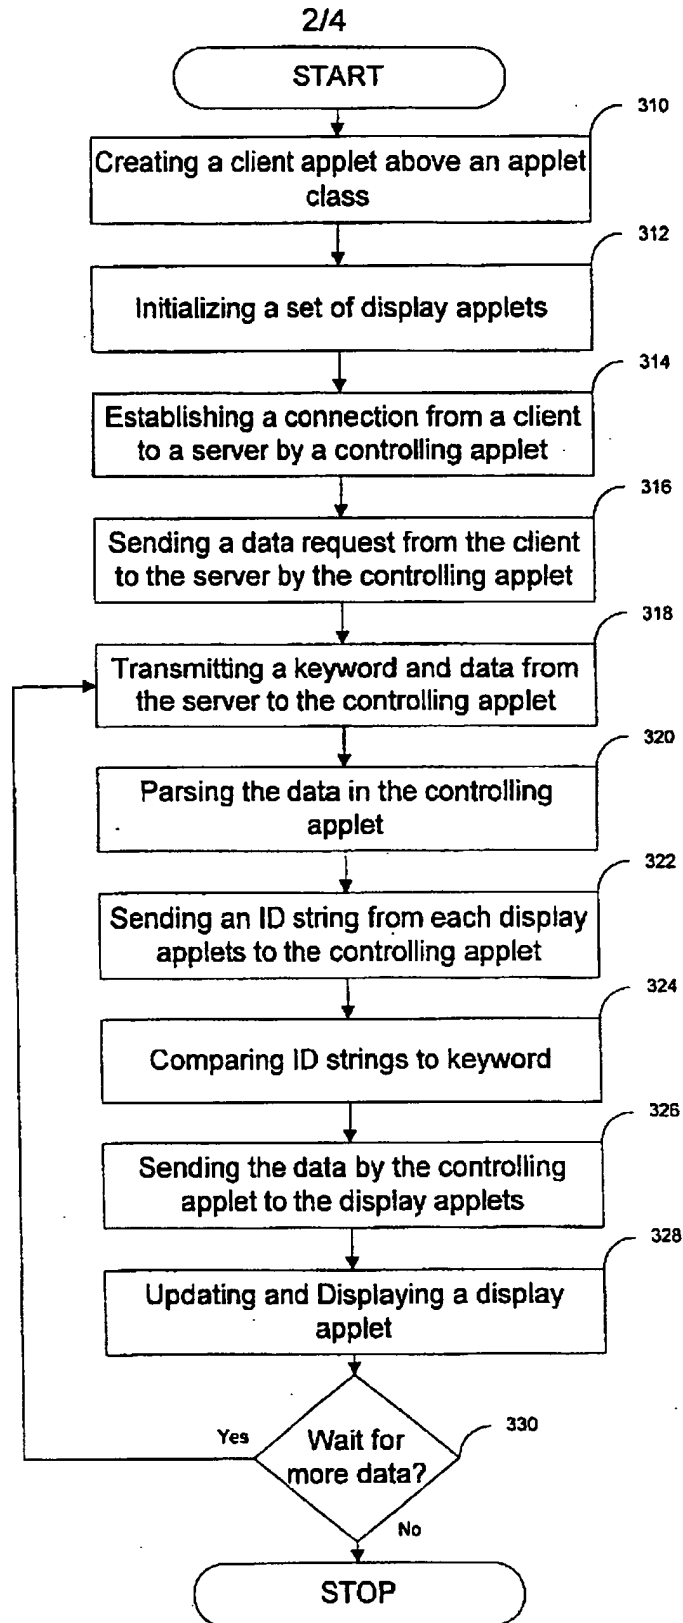 2/4
START
310
Creating a client applet above an applet
class
312
Initializing a set of display applets
314
Establishing a connection from a client
to a server by a controlling applet
316
Sending a data request from the client
to the server by the controlling applet
318
Transmitting a keyword and data from
the server to the controlling applet
320
Parsing the data in the controlling
applet
322
Sending an ID string from each display
applets to the controlling applet
324
Comparing ID strings to keyword
326
Sending the data by the controlling
applet to the display applets
328
Updating and Displaying a display
applet
330
Yes
Wait for
more data?
No
STOP